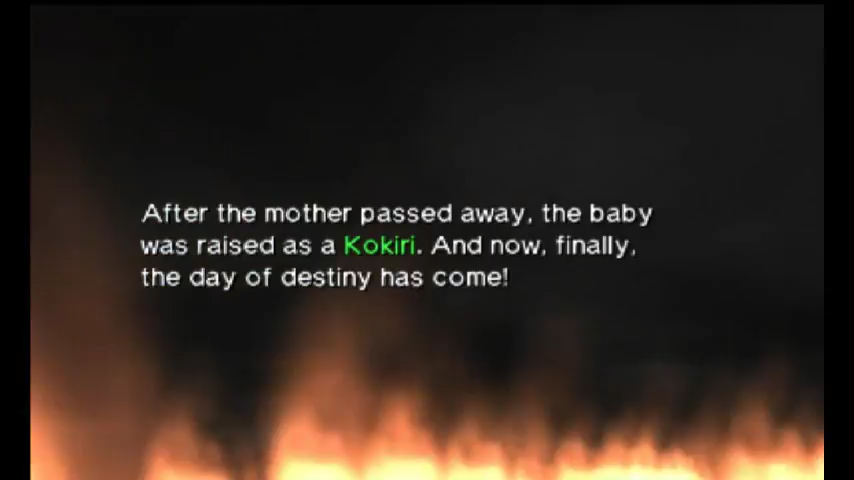 After the mother passed away, the baby
was raised as a Kokiri. And now, finally,
the day of destiny has come!